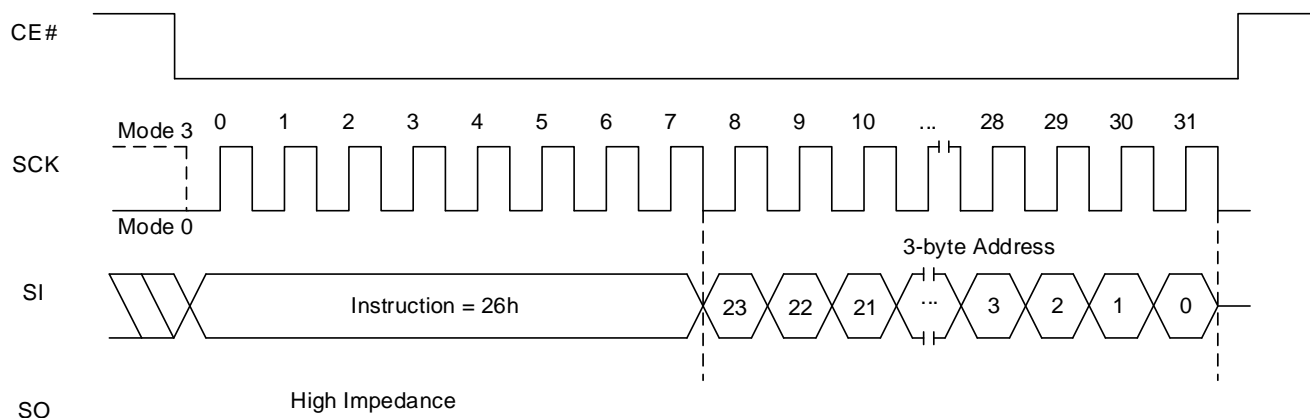 CE#
0 1 2 3 4 5 6 7 8 9 10 ... 28 29 30 31
Mode 3
SCK
Mode 0
3-byte Address
SI
Instruction = 26h 23 22 21 ... 3 2 1 0
High Impedance
SO